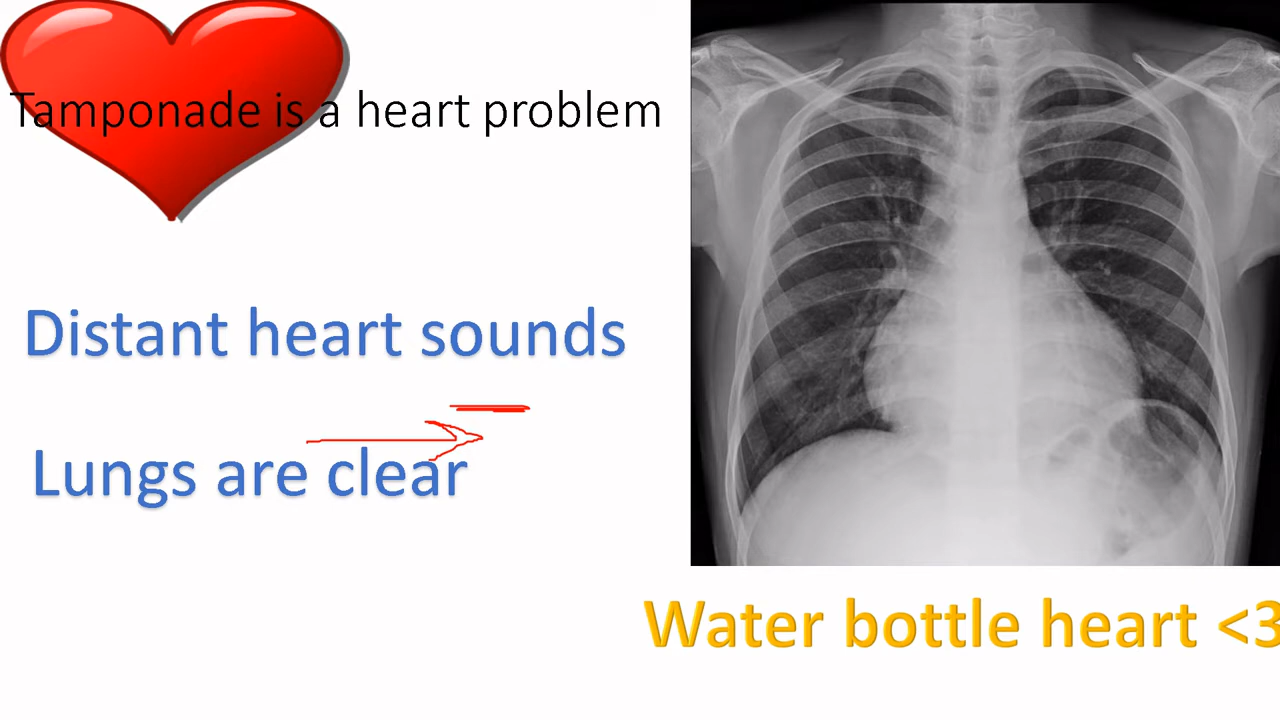 Tamponade is a heart problem
Distant heart sounds
Lungs are clear
Water bottle heart <3